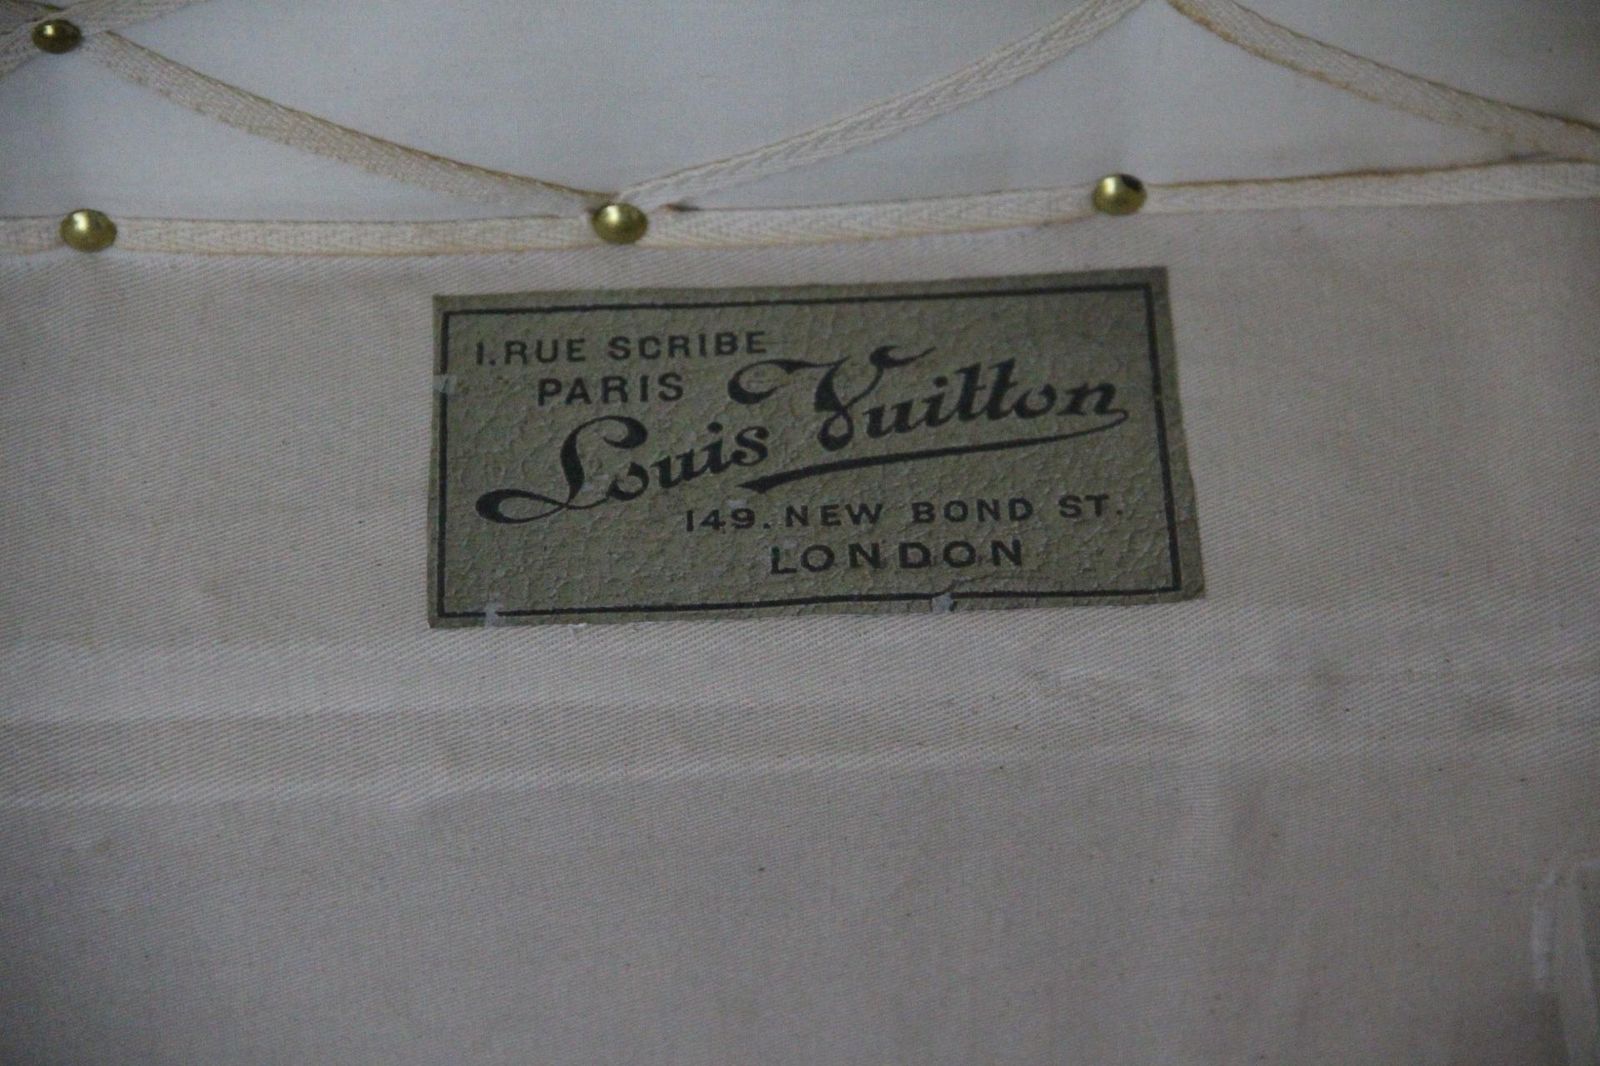 1. RUE SCRIBE
PARIS
Louis Vuitton
149. NEW BOND ST.
LONDON